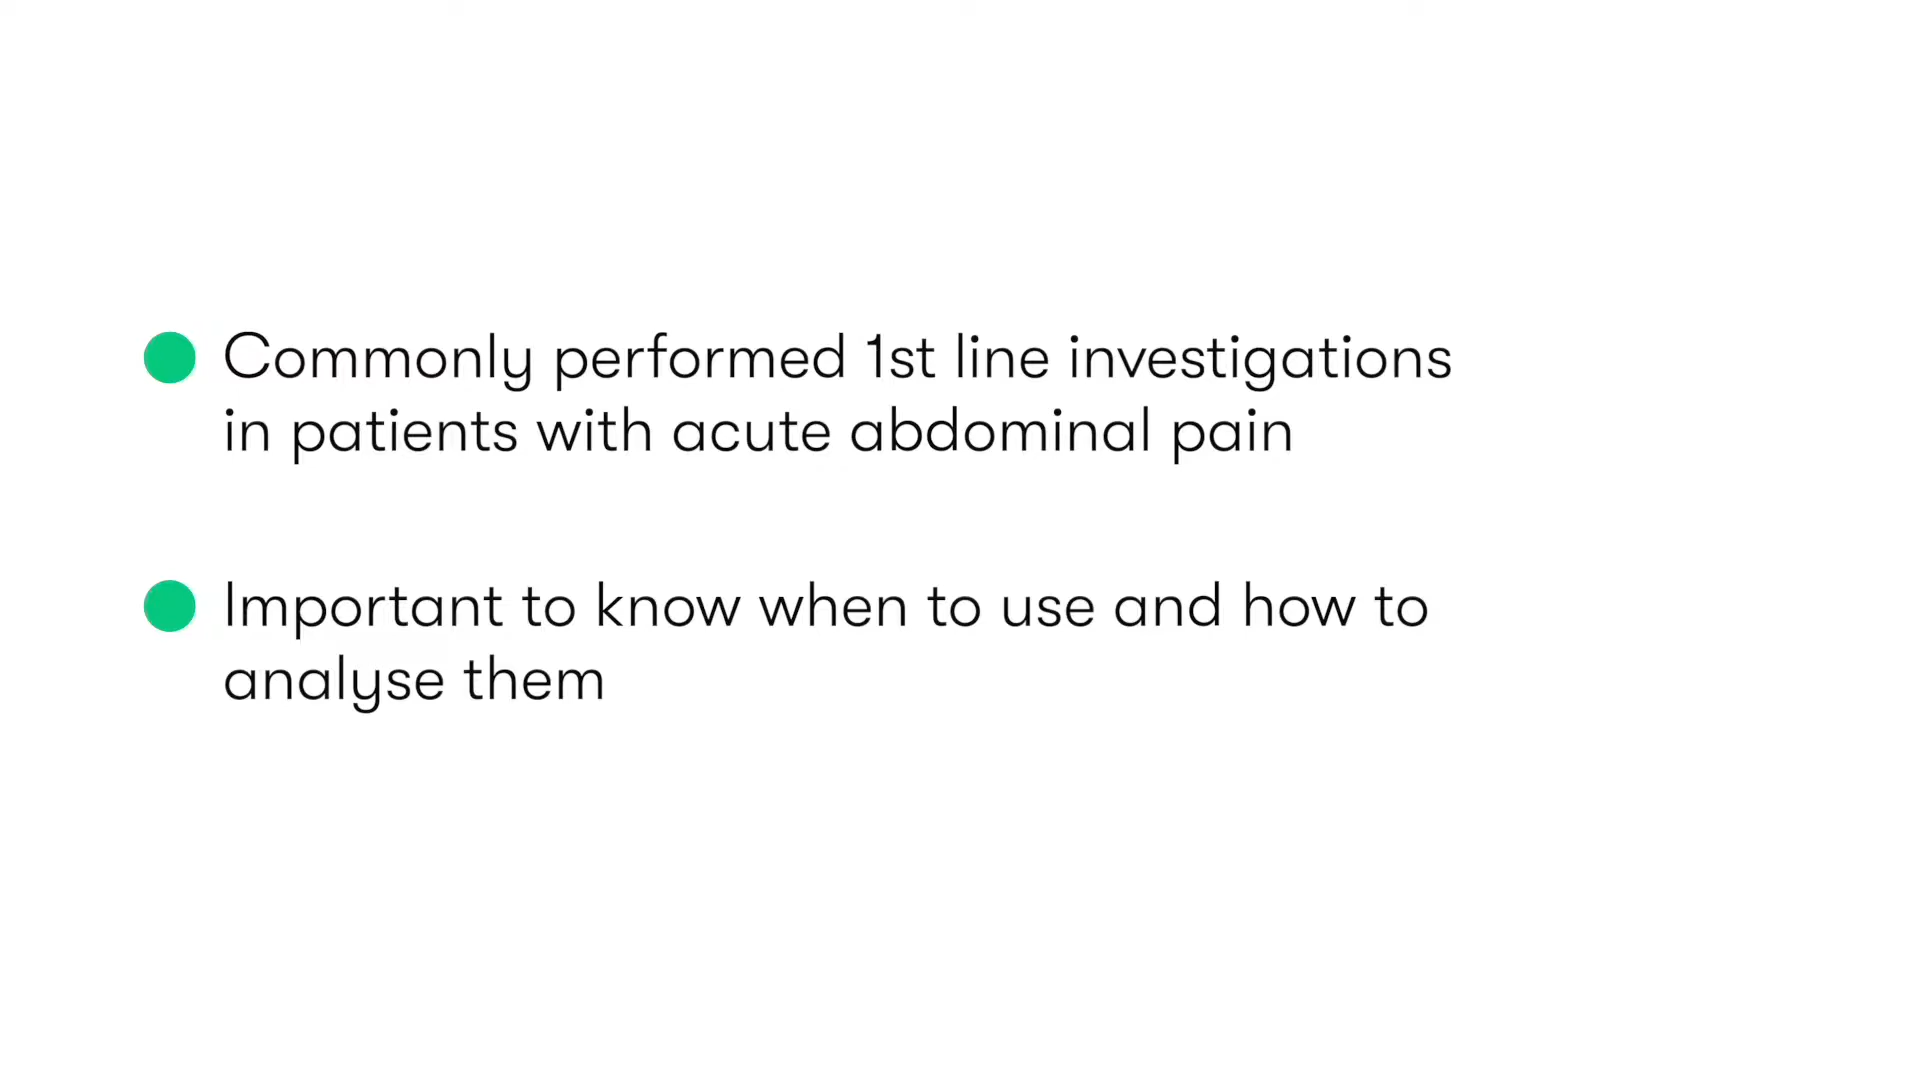 Commonly performed 1st line investigations
in patients with acute abdominal pain
Important to know when to use and how to
analyse them